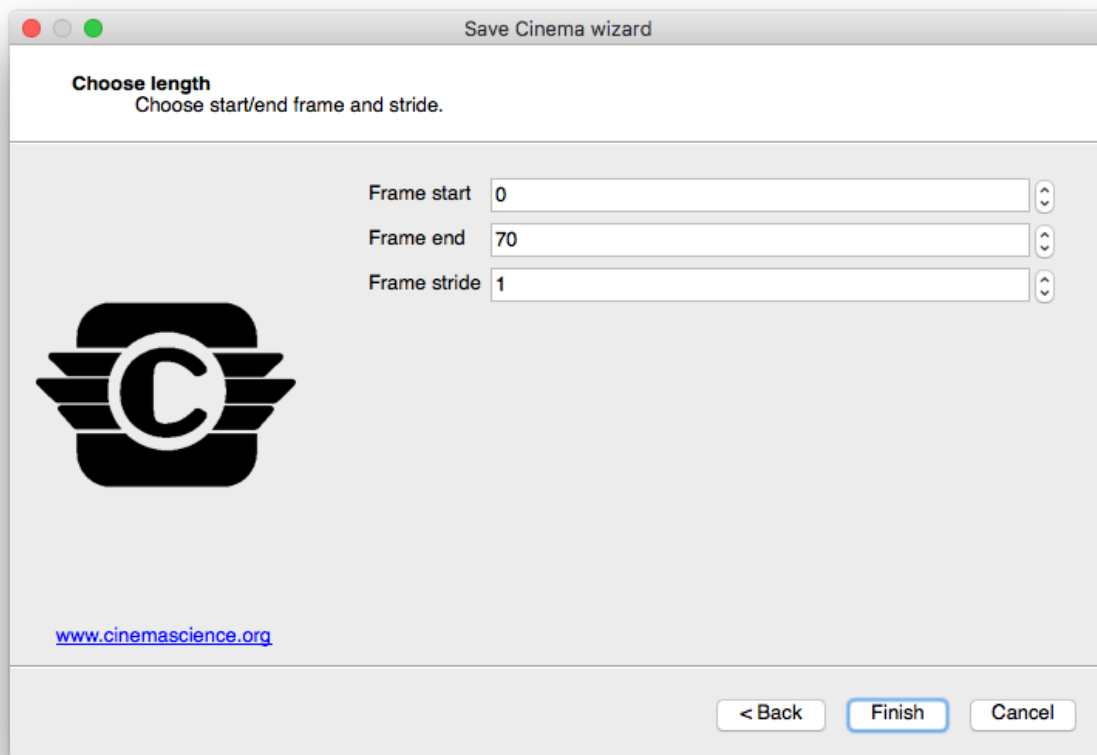 Save Cinema wizard
Choose length
Choose start/end frame and stride.
Frame start 0
Frame end 70
Frame stride 1
C
www.cinemascience.org
< Back Finish Cancel